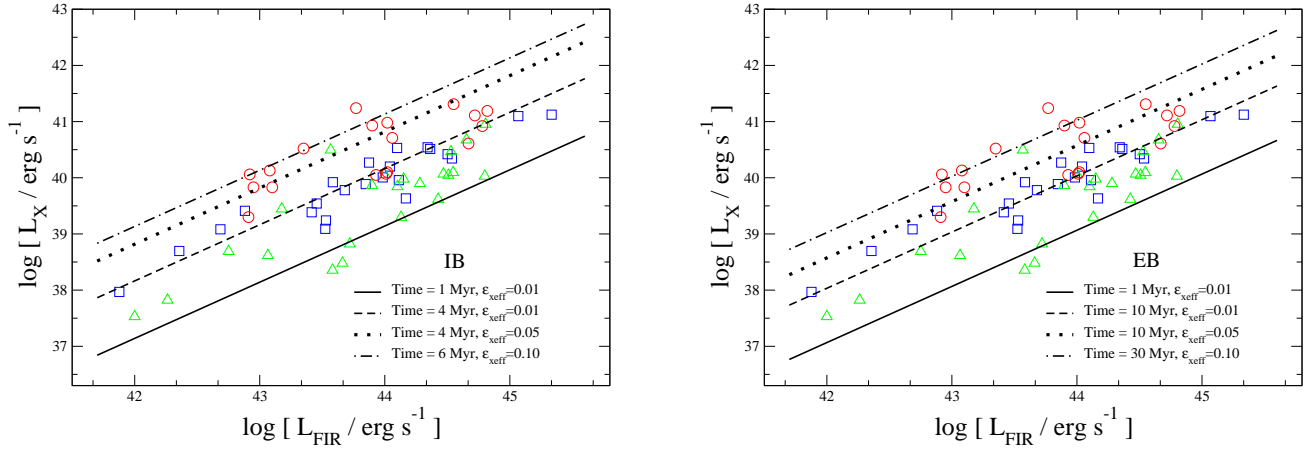 43
42
41
40
39
38
37
log [ L_X / erg s^-1 ]
IB
Time = 1 Myr, ε_xeff=0.01
Time = 4 Myr, ε_xeff=0.01
Time = 4 Myr, ε_xeff=0.05
Time = 6 Myr, ε_xeff=0.10
42 43 44 45
log [ L_FIR / erg s^-1 ]
43
42
41
40
39
38
37
log [ L_X / erg s^-1 ]
EB
Time = 1 Myr, ε_xeff=0.01
Time = 10 Myr, ε_xeff=0.01
Time = 10 Myr, ε_xeff=0.05
Time = 30 Myr, ε_xeff=0.10
42 43 44 45
log [ L_FIR / erg s^-1 ]